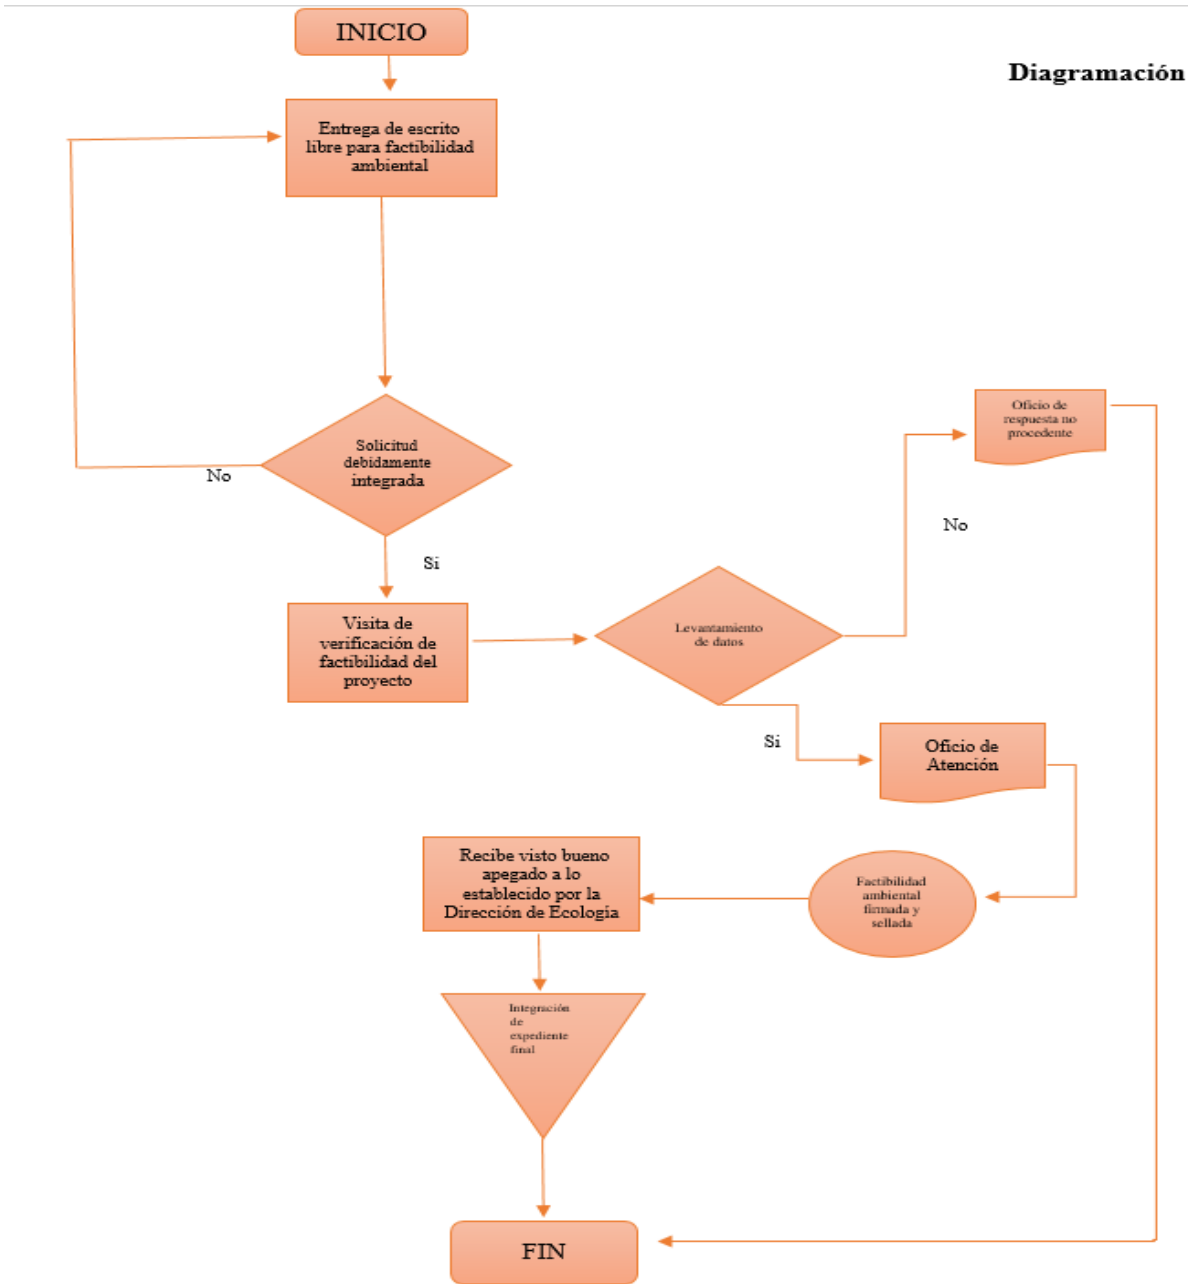 INICIO
Diagramación
Entrega de escrito
libre para factibilidad
ambiental
Solicitud
debidamente
integrada
No
Si
Visita de
verificación de
factibilidad del
proyecto
Levantamiento
de datos
No
Oficio de
respuesta no
procedente
Si
Oficio de
Atención
Factibilidad
ambiental
firmada y
sellada
Recibe visto bueno
apegado a lo
establecido por la
Dirección de Ecología
Integración
de
expediente
final
FIN